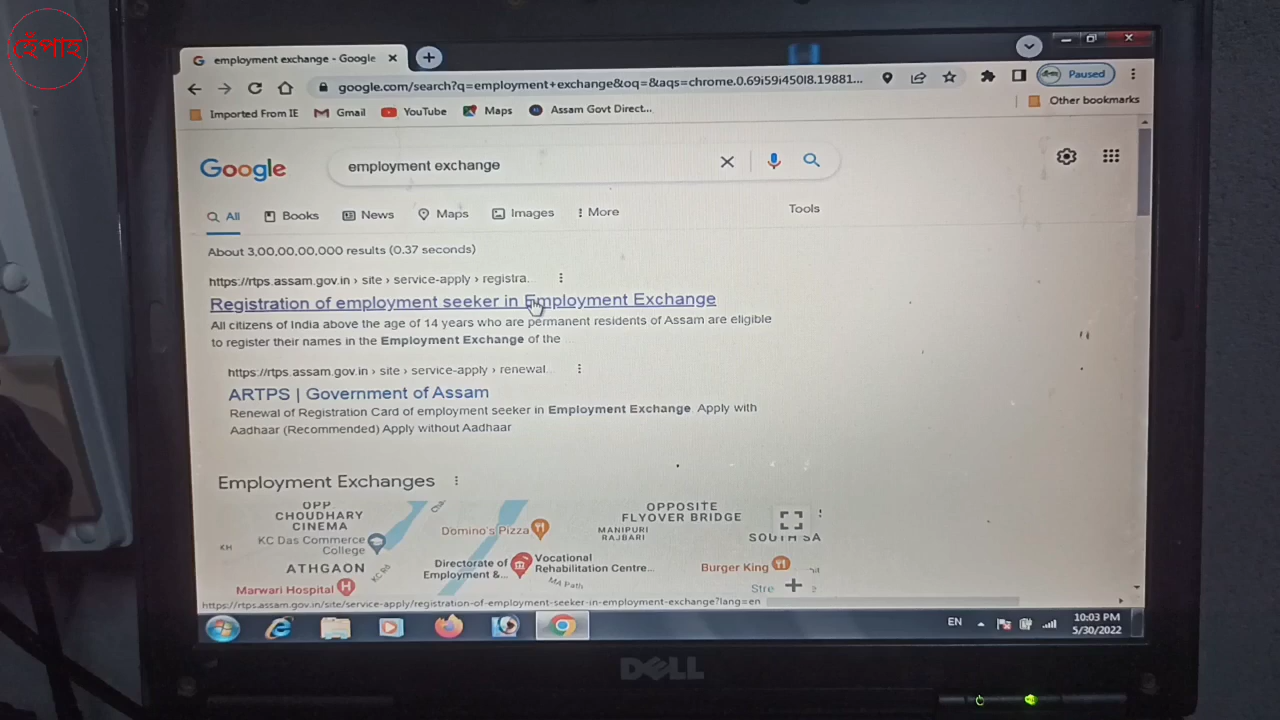 হেঁপাহ
employment exchange - Google
google.com/search?q=employment+exchange&oq=&aqs=chrome.0.69i59i450l8.19881...
Paused
Imported From IE
Gmail
YouTube
Maps
Assam Govt Direct...
Other bookmarks
Google
employment exchange
All
Books
News
Maps
Images
More
Tools
About 3,00,00,00,000 results (0.37 seconds)
https://rtps.assam.gov.in › site › service-apply › registra...
Registration of employment seeker in Employment Exchange
All citizens of India above the age of 14 years who are permanent residents of Assam are eligible
to register their names in the Employment Exchange of the
https://rtps.assam.gov.in › site › service-apply › renewal...
ARTPS | Government of Assam
Renewal of Registration Card of employment seeker in Employment Exchange. Apply with
Aadhaar (Recommended) Apply without Aadhaar
Employment Exchanges
OPP
CHOUDHARY
CINEMA
KC Das Commerce
College
ATHGAON
Marwari Hospital
KC
Domino's Pizza
Directorate of
Employment &...
Vocational
Rehabilitation Centre...
MANIPURI
RAJBARI
OPPOSITE
FLYOVER BRIDGE
Burger King
MA Path
https://rtps.assam.gov.in/site/service-apply/registration-of-employment-seeker-in-employment-exchange?lang=en
EN
10:03 PM
5/30/2022
DELL